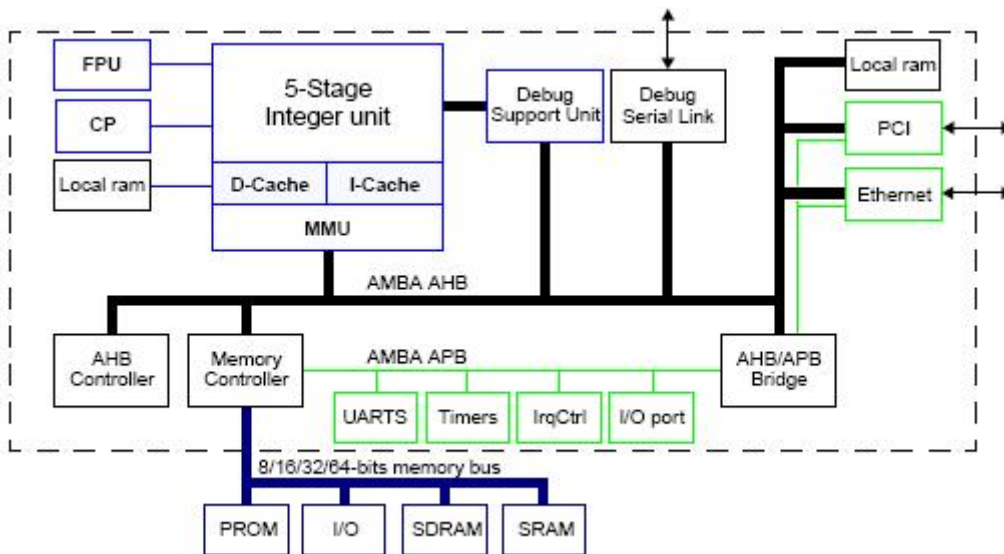 FPU
5-Stage
Integer unit
Debug
Support Unit
Debug
Serial Link
Local ram
CP
PCI
Local ram
D-Cache
I-Cache
Ethernet
MMU
AMBA AHB
AHB
Controller
Memory
Controller
AMBA APB
AHB/APB
Bridge
UARTS
Timers
IrqCtrl
I/O port
8/16/32/64-bits memory bus
PROM
I/O
SDRAM
SRAM